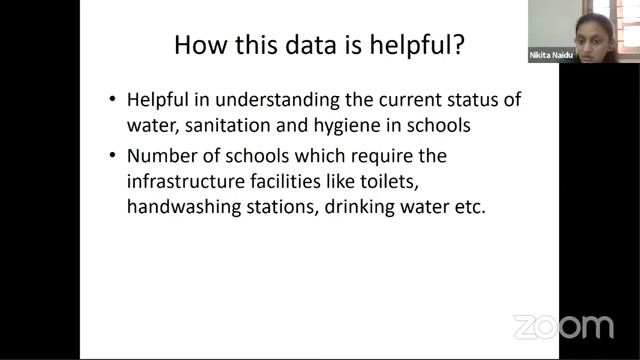 How this data is helpful?
Nikita Naidu
• Helpful in understanding the current status of
water, sanitation and hygiene in schools
• Number of schools which require the
infrastructure facilities like toilets,
handwashing stations, drinking water etc.
zoom